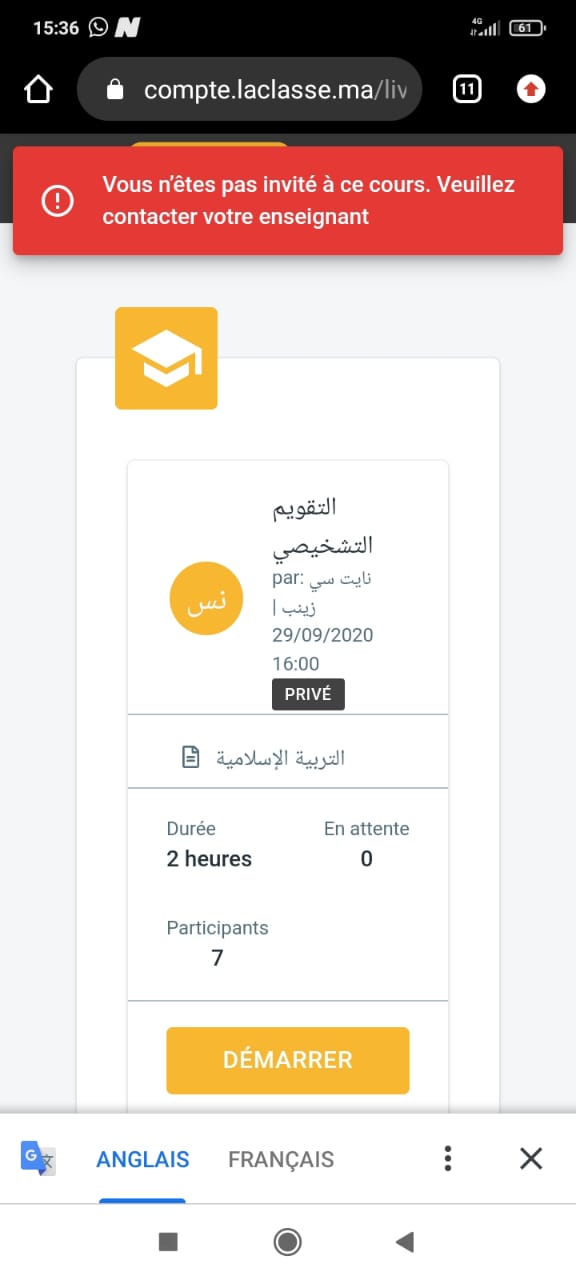 15:36
4G
61
compte.laclasse.ma/liv
11
Vous n'êtes pas invité à ce cours. Veuillez
contacter votre enseignant
التقويم
التشخيصي
نس
par: نايت سي
زينب |
29/09/2020
16:00
PRIVÉ
التربية الإسلامية
Durée
En attente
2 heures
0
Participants
7
DÉMARRER
ANGLAIS
FRANÇAIS